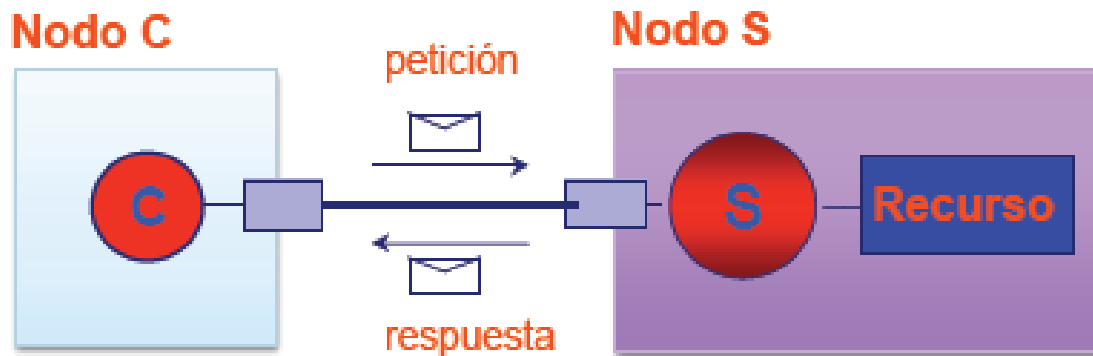 Nodo C
Nodo S
petición
C
S
Recurso
respuesta